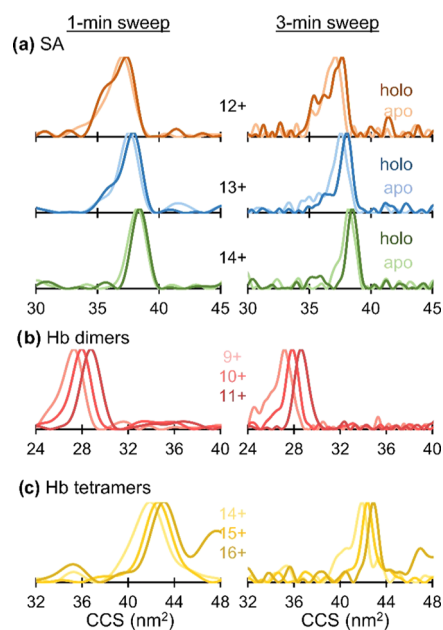 1-min sweep 3-min sweep
(a) SA
12+ holo
apo
13+ holo
apo
14+ holo
apo
30 35 40 45 30 35 40 45
(b) Hb dimers
9+
10+
11+
24 28 32 36 40 24 28 32 36 40
(c) Hb tetramers
14+
15+
16+
32 36 40 44 48 32 36 40 44 48
CCS (nm²) CCS (nm²)